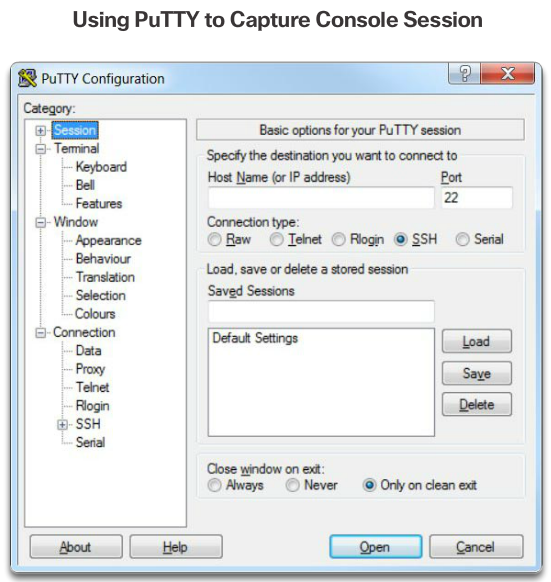 Using PuTTY to Capture Console Session
PuTTY Configuration
Category:
Session
Terminal
Keyboard
Bell
Features
Window
Appearance
Behaviour
Translation
Selection
Colours
Connection
Data
Proxy
Telnet
Rlogin
SSH
Serial
Basic options for your PuTTY session
Specify the destination you want to connect to
Host Name (or IP address) Port
22
Connection type:
Raw Telnet Rlogin SSH Serial
Load, save or delete a stored session
Saved Sessions
Default Settings
Load
Save
Delete
Close window on exit:
Always Never Only on clean exit
About Help Open Cancel